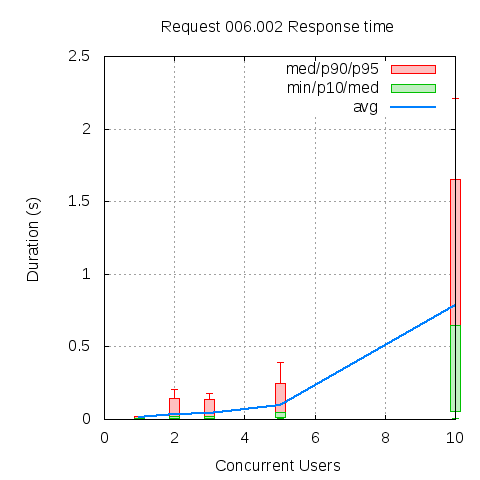 Request 006.002 Response time
med/p90/p95
min/p10/med
avg
2.5
2
1.5
1
0.5
0
Duration (s)
0 2 4 6 8 10
Concurrent Users